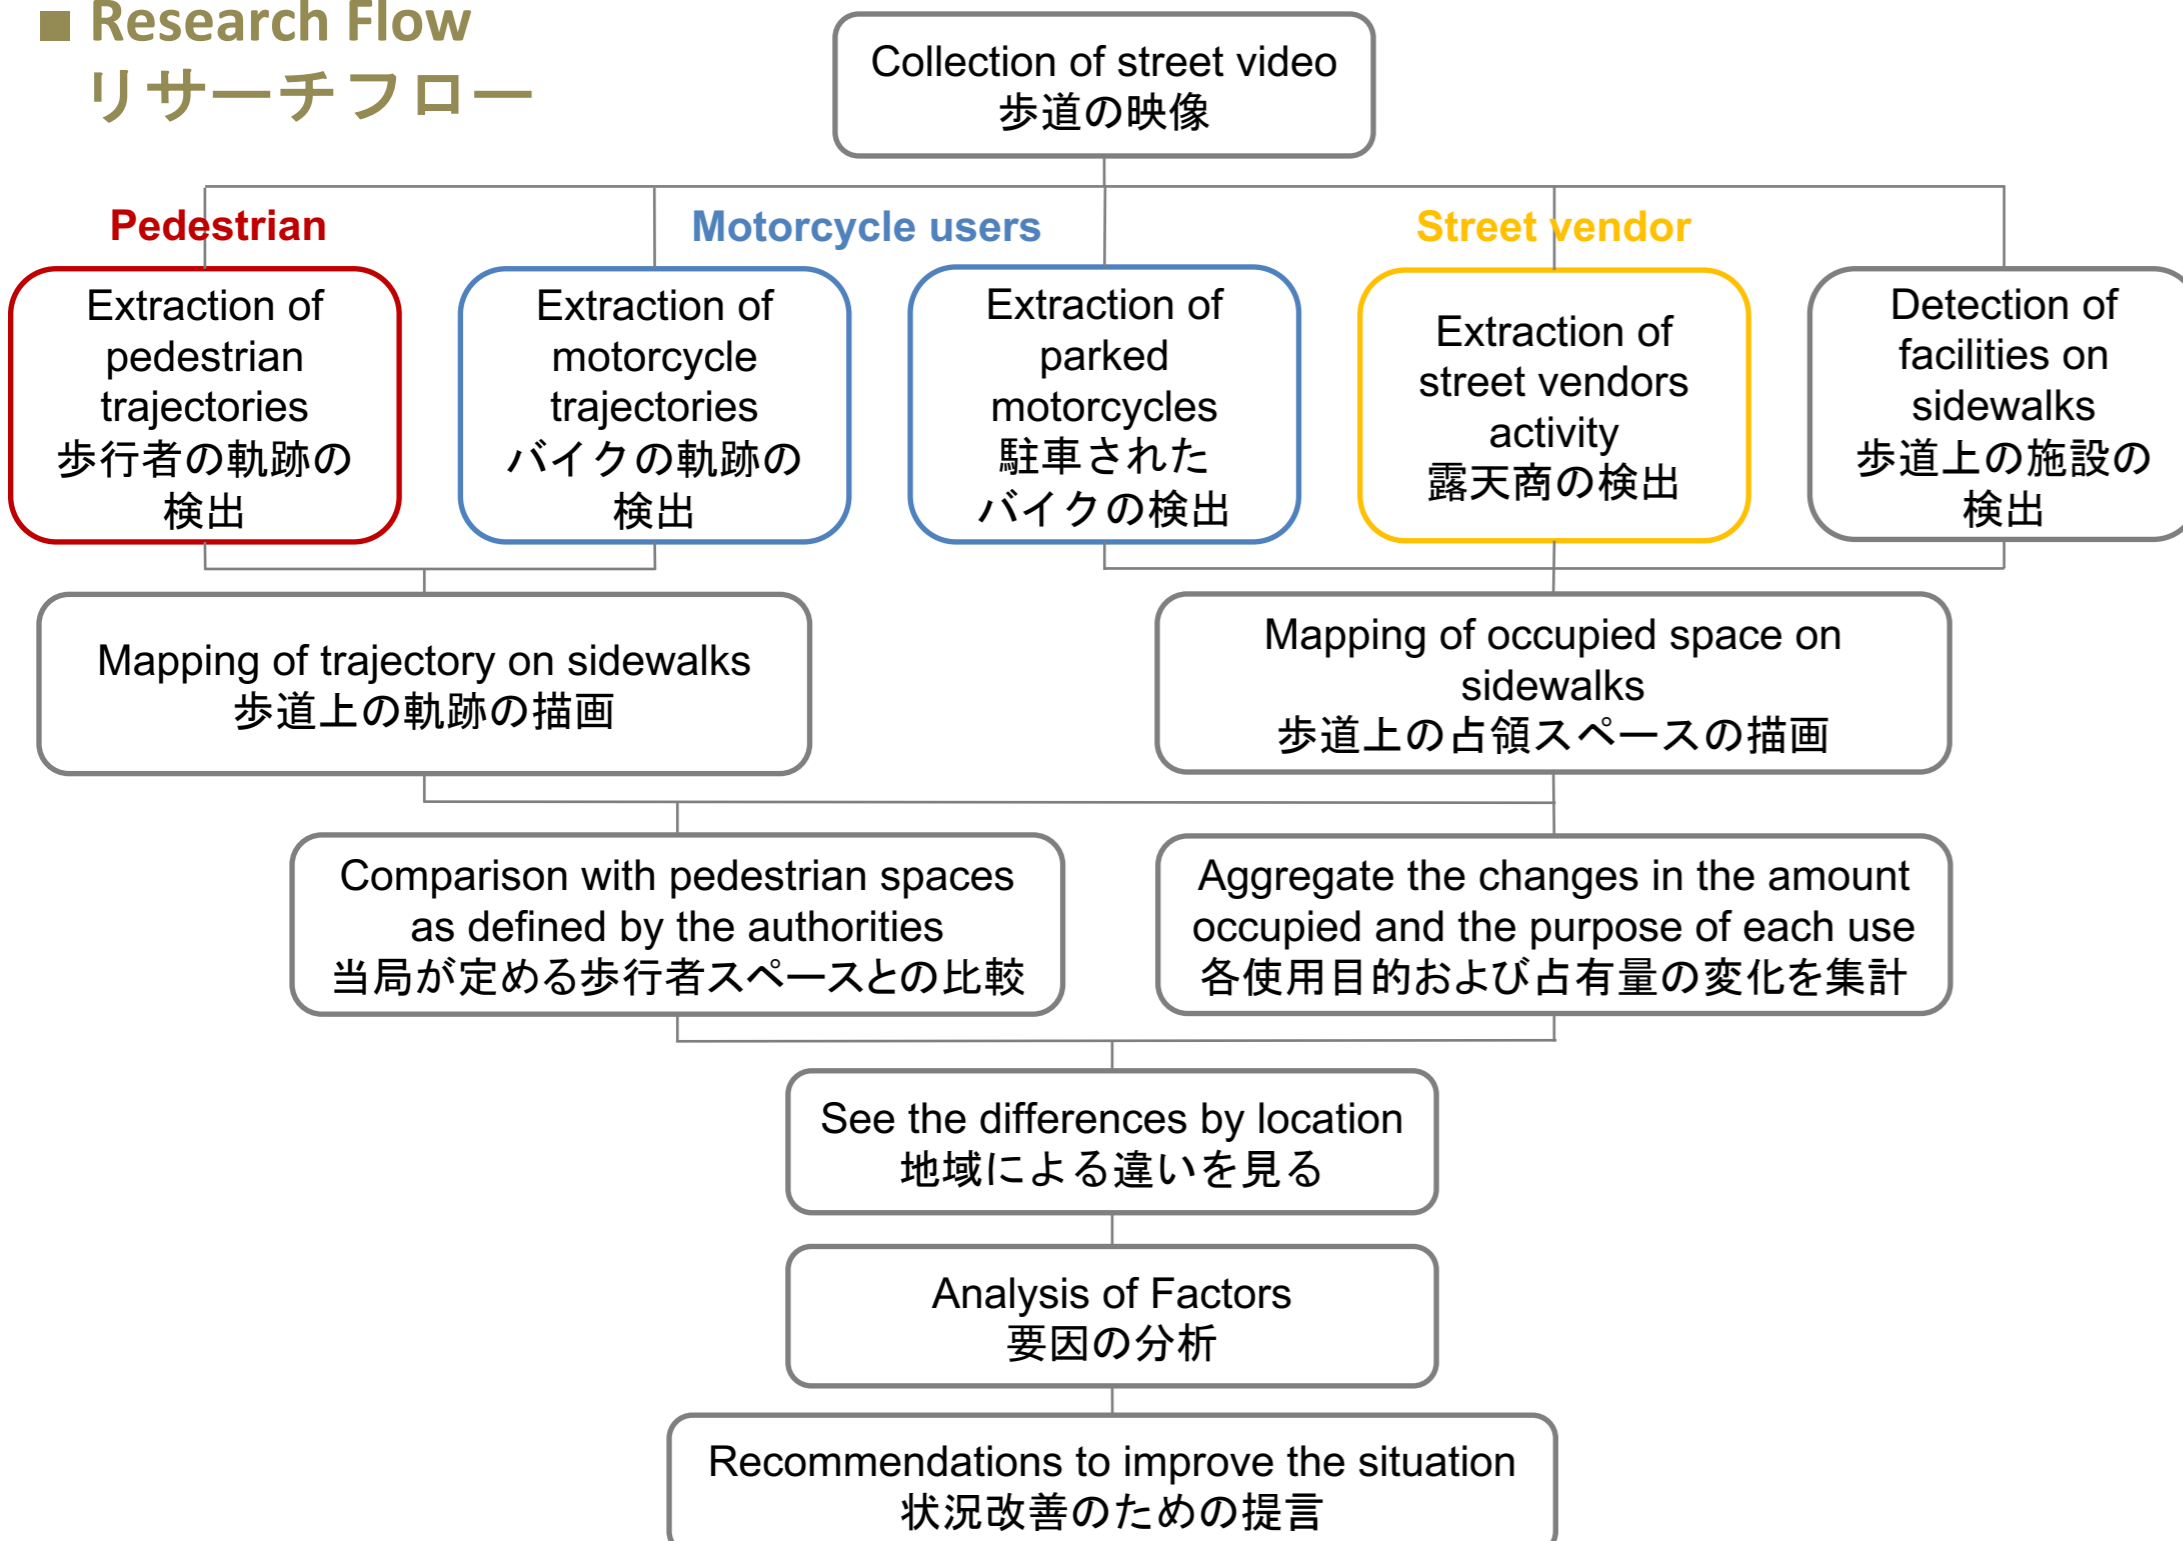 ■ Research Flow
リサーチフロー
Collection of street video
歩道の映像
Pedestrian
Motorcycle users
Street vendor
Extraction of
pedestrian
trajectories
歩行者の軌跡の
検出
Extraction of
motorcycle
trajectories
バイクの軌跡の
検出
Extraction of
parked
motorcycles
駐車された
バイクの検出
Extraction of
street vendors
activity
露天商の検出
Detection of
facilities on
sidewalks
歩道上の施設の
検出
Mapping of trajectory on sidewalks
歩道上の軌跡の描画
Mapping of occupied space on
sidewalks
歩道上の占領スペースの描画
Comparison with pedestrian spaces
as defined by the authorities
当局が定める歩行者スペースとの比較
Aggregate the changes in the amount
occupied and the purpose of each use
各使用目的および占有量の変化を集計
See the differences by location
地域による違いを見る
Analysis of Factors
要因の分析
Recommendations to improve the situation
状況改善のための提言